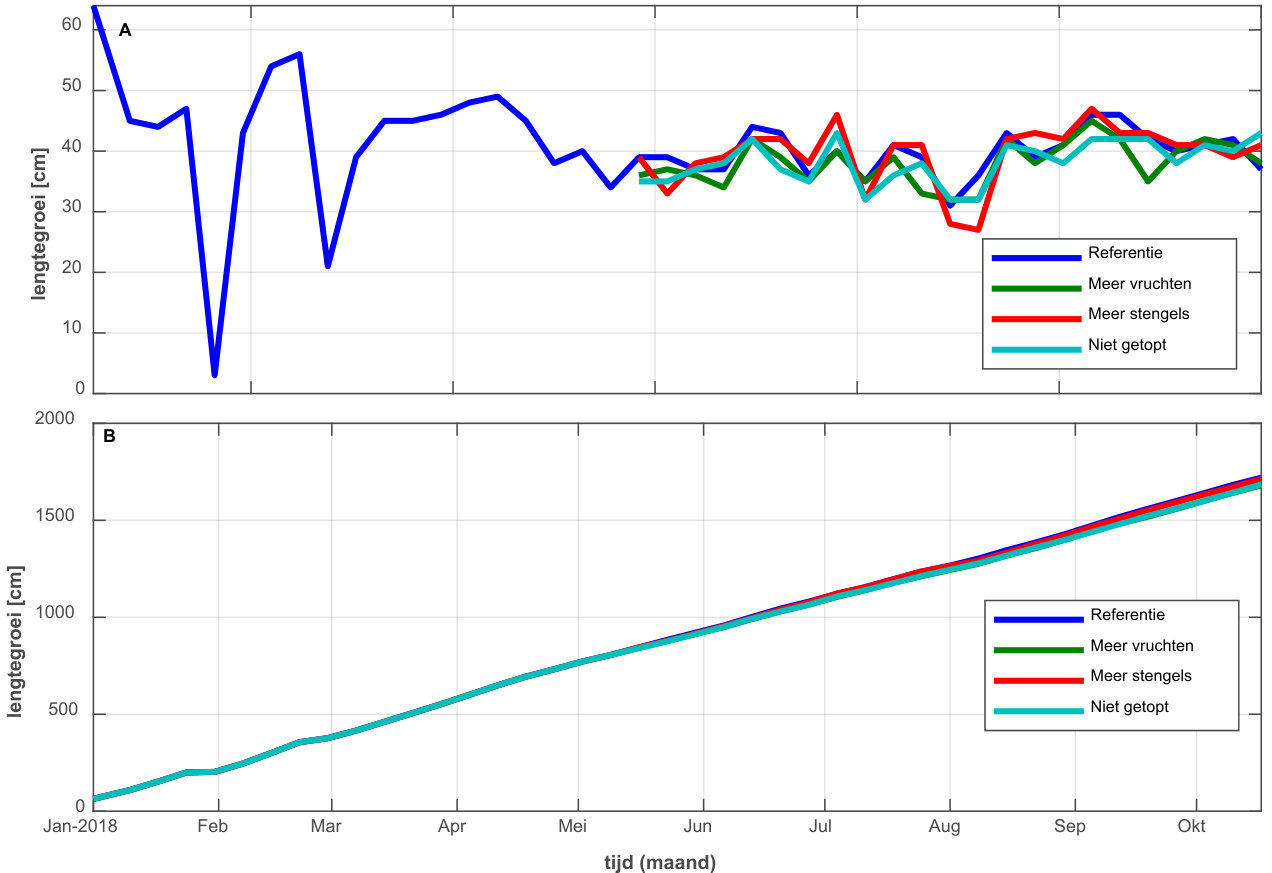 A
60
50
40
30
20
10
0
lengtegroei [cm]
Referentie
Meer vruchten
Meer stengels
Niet getopt
B
2000
1500
1000
500
0
lengtegroei [cm]
Referentie
Meer vruchten
Meer stengels
Niet getopt
Jan-2018 Feb Mar Apr Mei Jun Jul Aug Sep Okt
tijd (maand)